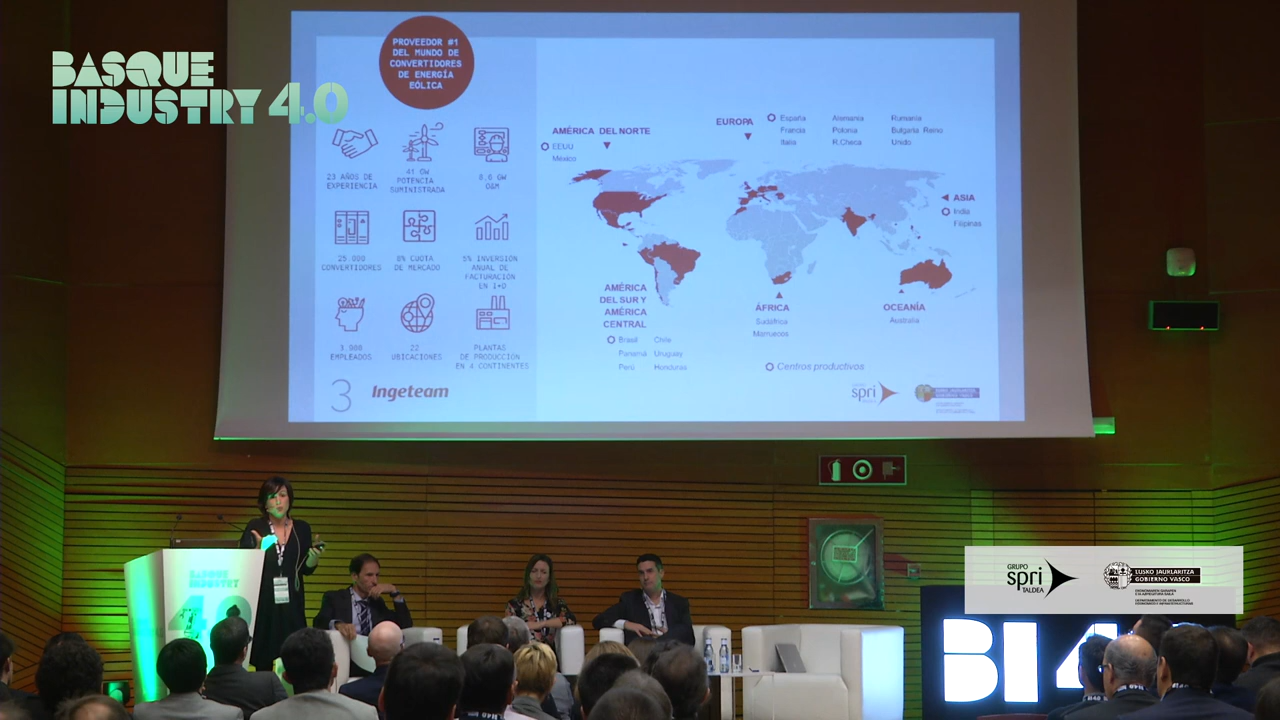 BASQUE
INDUSTRY 4.0
PROVEEDOR #1
DEL MUNDO DE
CONVERTIDORES
DE ENERGÍA
EÓLICA
23 AÑOS DE
EXPERIENCIA
41 GW
POTENCIA
SUMINISTRADA
8,6 GW
O&M
25.000
CONVERTIDORES
8% CUOTA
DE MERCADO
5% INVERSIÓN
ANUAL DE
FACTURACIÓN
EN I+D
3.900
EMPLEADOS
22
UBICACIONES
PLANTAS
DE PRODUCCIÓN
EN 4 CONTINENTES
3
Ingeteam
AMÉRICA DEL NORTE
EEUU
México
EUROPA
España
Francia
Italia
Alemania
Polonia
R.Checa
Rumanía
Bulgaria Reino
Unido
ASIA
India
Filipinas
AMÉRICA
DEL SUR Y
AMÉRICA
CENTRAL
Brasil Chile
Panamá Uruguay
Perú Honduras
ÁFRICA
Sudáfrica
Marruecos
OCEANÍA
Australia
Centros productivos
spri
BASQUE
INDUSTRY
4.0
GRUPO
spri
TALDEA
EUSKO JAURLARITZA
GOBIERNO VASCO
BI4